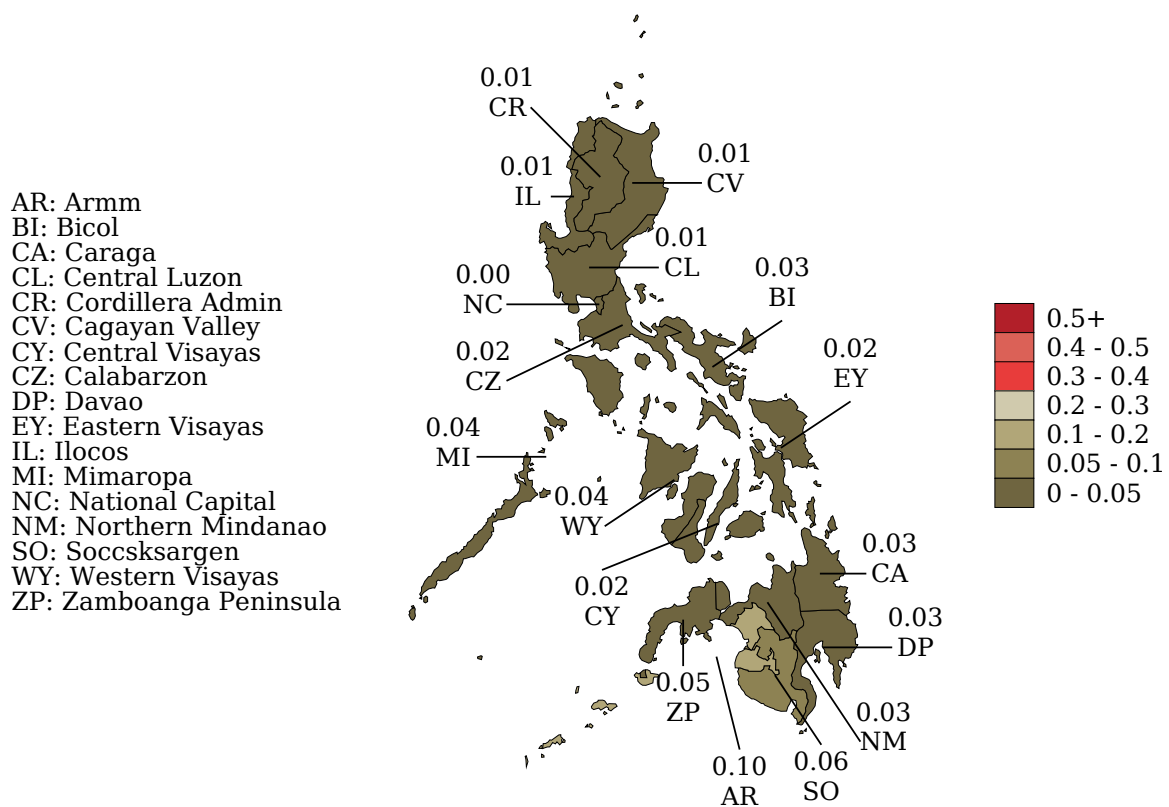 0.01
CR
0.01
IL
0.01
CV
0.01
CL
0.00
NC
0.03
BI
0.02
CZ
0.02
EY
0.04
MI
0.04
WY
0.02
CY
0.03
CA
0.03
DP
0.05
ZP
0.03
NM
0.10
AR
0.06
SO
AR: Armm
BI: Bicol
CA: Caraga
CL: Central Luzon
CR: Cordillera Admin
CV: Cagayan Valley
CY: Central Visayas
CZ: Calabarzon
DP: Davao
EY: Eastern Visayas
IL: Ilocos
MI: Mimaropa
NC: National Capital
NM: Northern Mindanao
SO: Soccsksargen
WY: Western Visayas
ZP: Zamboanga Peninsula
0.5+
0.4 - 0.5
0.3 - 0.4
0.2 - 0.3
0.1 - 0.2
0.05 - 0.1
0 - 0.05